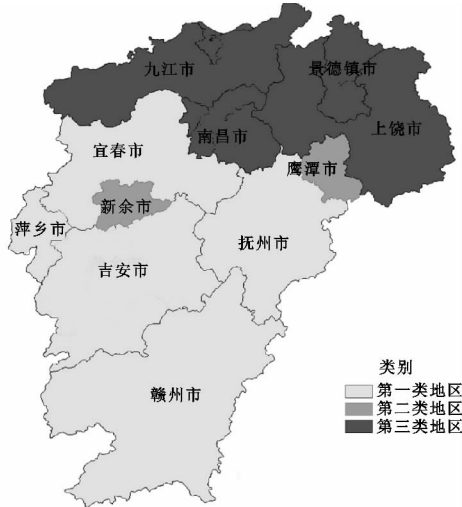 九江市
景德镇市
南昌市
上饶市
宜春市
鹰潭市
新余市
萍乡市
抚州市
吉安市
赣州市
类别
第一类地区
第二类地区
第三类地区